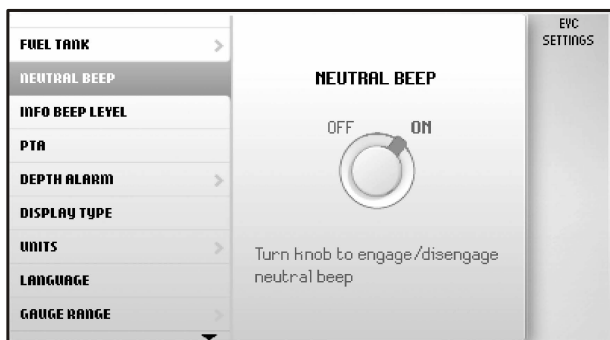 FUEL TANK
NEUTRAL BEEP
INFO BEEP LEVEL
PTA
DEPTH ALARM
DISPLAY TYPE
UNITS
LANGUAGE
GAUGE RANGE
NEUTRAL BEEP
OFF ON
Turn knob to engage/disengage
neutral beep
EVC
SETTINGS